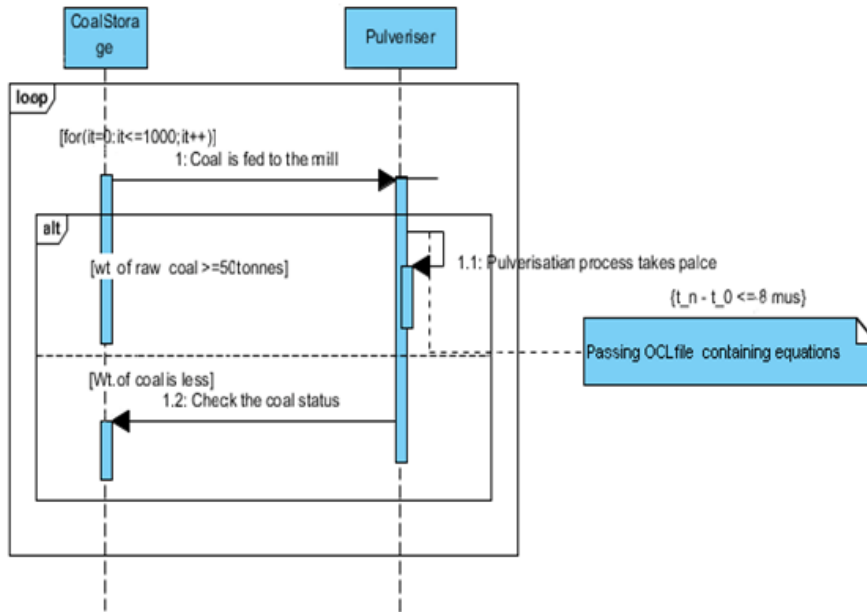 CoalStora
ge
Pulveriser
loop
[for(it=0:it<=1000;it++)]
1: Coal is fed to the mill
alt
[wt of raw coal >=50tonnes]
1.1: Pulverisatian process takes palce
{t_n - t_0 <=8 mus}
Passing OCLfile containing equations
[Wt.of coal is less]
1.2: Check the coal status